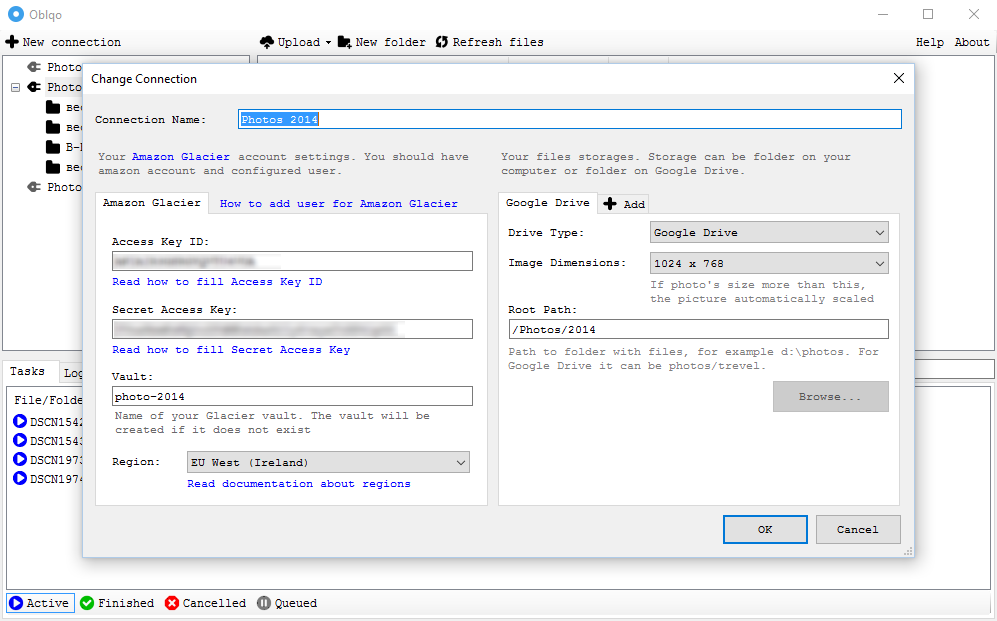 Oblqo
New connection
Upload
New folder
Refresh files
Help
About
Photo
Photo
вес
вес
В-
вес
Photo
Change Connection
Connection Name:
Photos 2014
Your Amazon Glacier account settings. You should have
amazon account and configured user.
Amazon Glacier
How to add user for Amazon Glacier
Access Key ID:
Read how to fill Access Key ID
Secret Access Key:
Read how to fill Secret Access Key
Vault:
photo-2014
Name of your Glacier vault. The vault will be
created if it does not exist
Region:
EU West (Ireland)
Read documentation about regions
Your files storages. Storage can be folder on your
computer or folder on Google Drive.
Google Drive
Add
Drive Type:
Google Drive
Image Dimensions:
1024 x 768
If photo's size more than this,
the picture automatically scaled
Root Path:
/Photos/2014
Path to folder with files, for example d:\photos. For
Google Drive it can be photos/trevel.
Browse...
OK
Cancel
Tasks
Log
File/Folde
DSCN1542
DSCN1543
DSCN1973
DSCN1974
Active
Finished
Cancelled
Queued